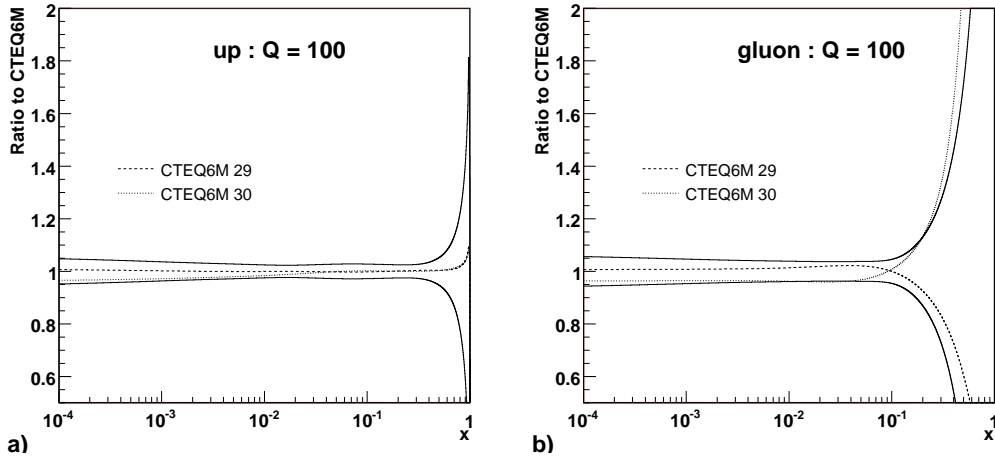 Ratio to CTEQ6M
2
1.8
1.6
1.4
1.2
1
0.8
0.6
up : Q = 100
CTEQ6M 29
CTEQ6M 30
10-4
10-3
10-2
10-1
1
x
a)
Ratio to CTEQ6M
2
1.8
1.6
1.4
1.2
1
0.8
0.6
gluon : Q = 100
CTEQ6M 29
CTEQ6M 30
10-4
10-3
10-2
10-1
1
x
b)